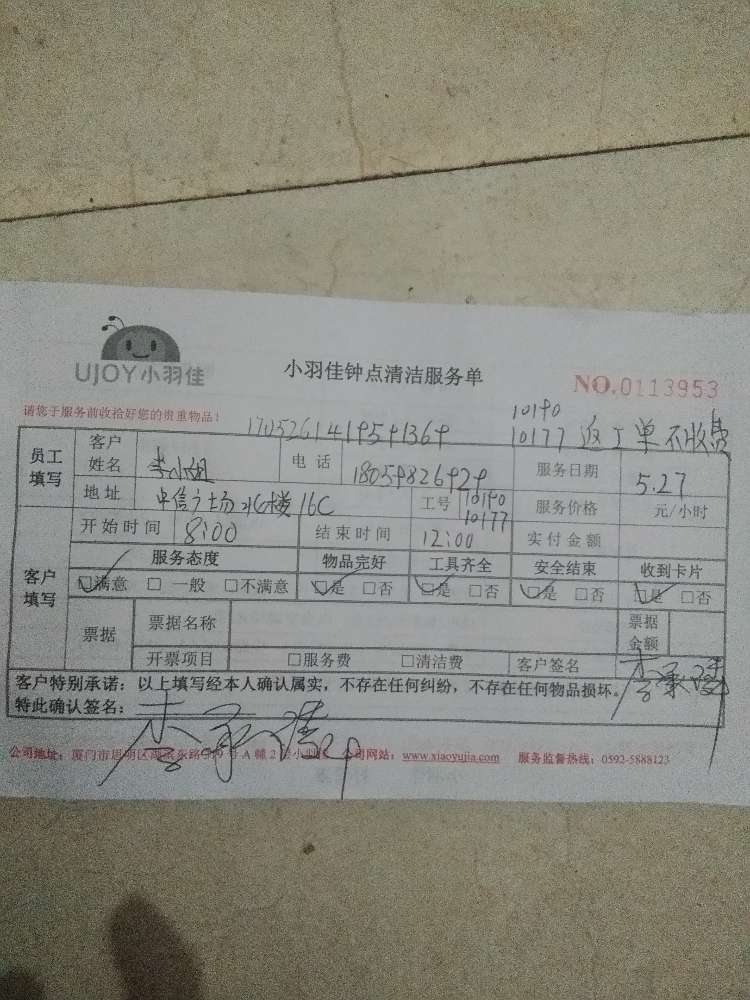 UJOY小羽佳
小羽佳钟点清洁服务单
NO.0113953
请您于服务前收拾好您的贵重物品!
10190
10177 返工单不收费
员工填写 客户姓名 李小姐 电话 服务日期 5.27
地址 中信广场北楼16C 工号 10190 10177 服务价格 元/小时
开始时间 8:00 结束时间 12:00 实付金额
客户填写 服务态度 物品完好 工具齐全 安全结束 收到卡片
☑满意 □一般 □不满意 ☑是 □否 ☑是 □否 ☑是 □否 ☑是 □否
票据 票据名称 票据金额
开票项目 □服务费 □清洁费 客户签名
客户特别承诺:以上填写经本人确认属实,不存在任何纠纷,不存在任何物品损坏。
特此确认签名:
公司地址:厦门市思明区 A幢2 公司网站:www.xiaoyujia.com 服务监督热线:0592-5888123